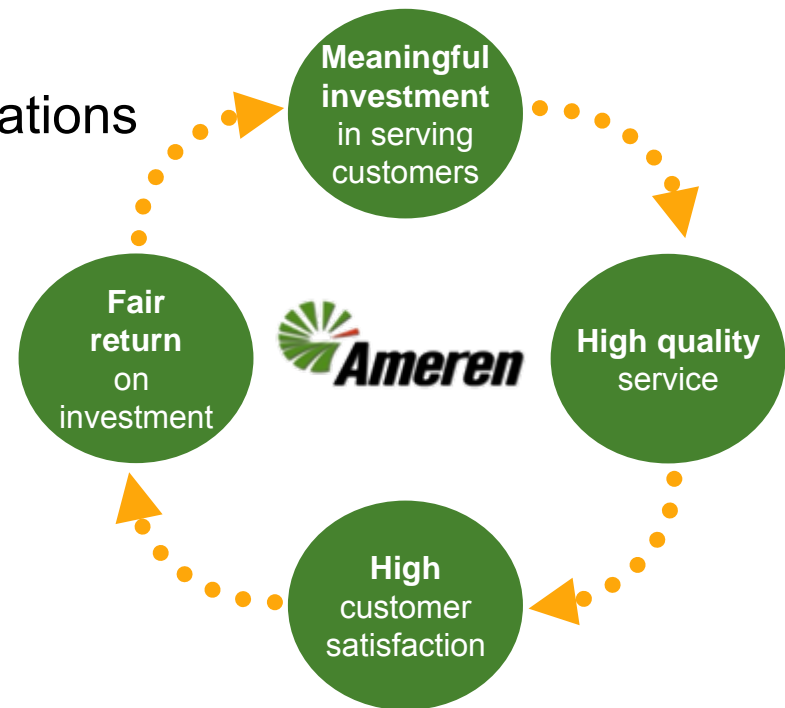 Meaningful
investment
in serving
customers
ations
Fair
return
on
investment
Ameren
High quality
service
High
customer
satisfaction